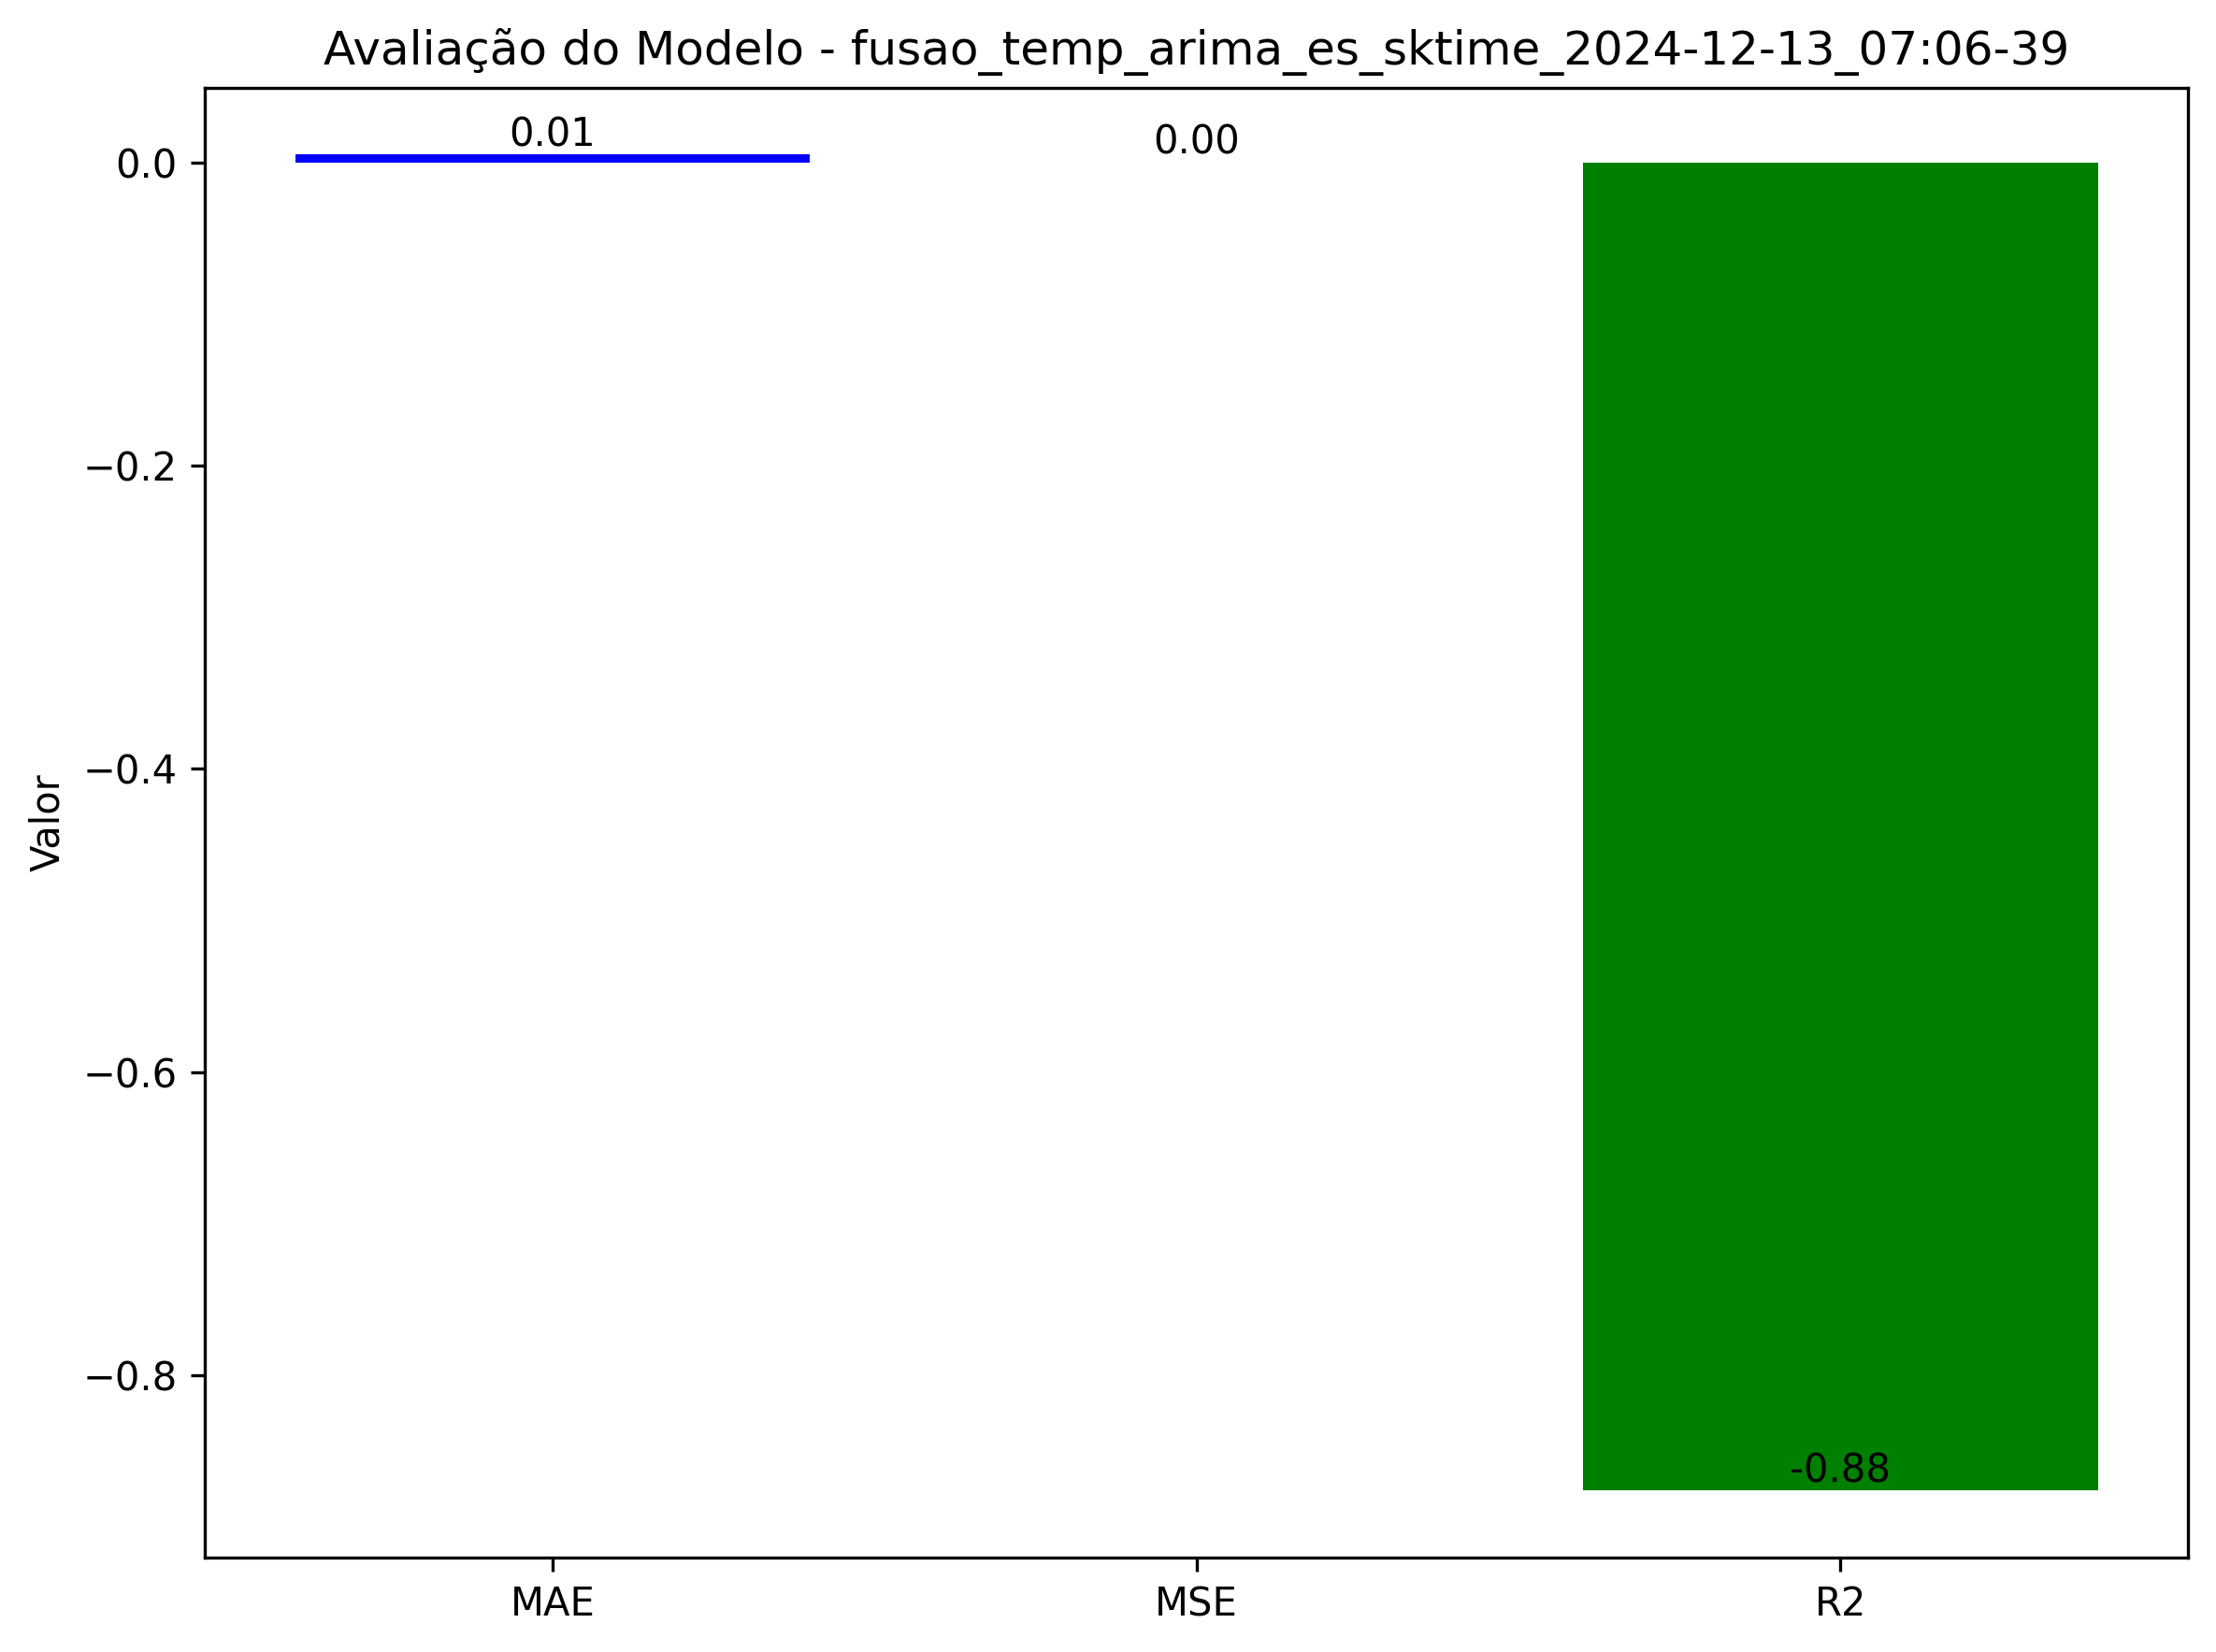 Avaliação do Modelo - fusao_temp_arima_es_sktime_2024-12-13_07:06-39
0.01
0.00
0.0
−0.2
−0.4
−0.6
−0.8
Valor
-0.88
MAE
MSE
R2